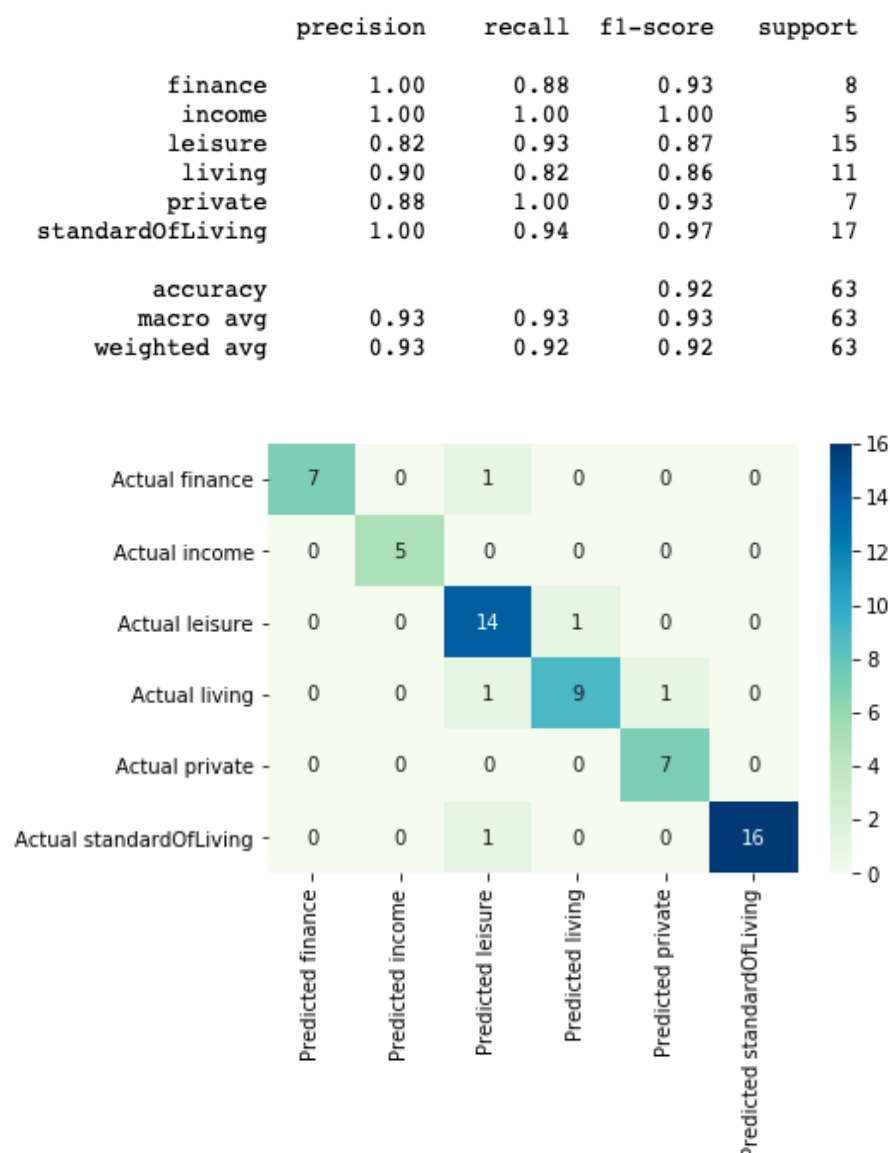 precision recall f1-score support
finance 1.00 0.88 0.93 8
income 1.00 1.00 1.00 5
leisure 0.82 0.93 0.87 15
living 0.90 0.82 0.86 11
private 0.88 1.00 0.93 7
standardOfLiving 1.00 0.94 0.97 17
accuracy 0.92 63
macro avg 0.93 0.93 0.93 63
weighted avg 0.93 0.92 0.92 63
Actual finance 7 0 1 0 0 0
Actual income 0 5 0 0 0 0
Actual leisure 0 0 14 1 0 0
Actual living 0 0 1 9 1 0
Actual private 0 0 0 0 7 0
Actual standardOfLiving 0 0 1 0 0 16
Predicted finance
Predicted income
Predicted leisure
Predicted living
Predicted private
Predicted standardOfLiving
16
14
12
10
8
6
4
2
0